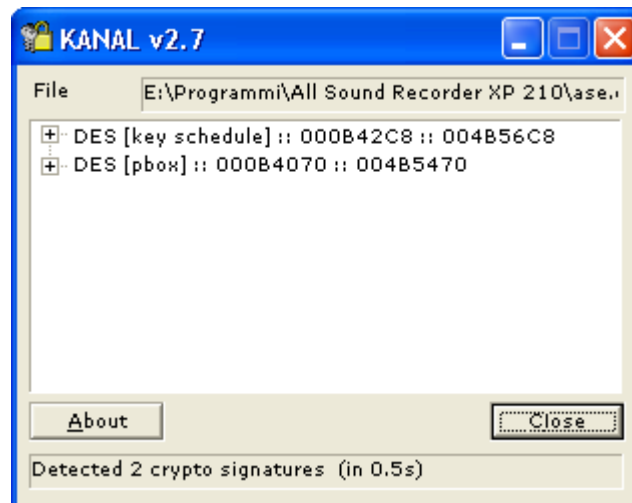 KANAL v2.7
File E:\Programmi\All Sound Recorder XP 210\ase.
DES [key schedule] :: 000B42C8 :: 004B56C8
DES [pbox] :: 000B4070 :: 004B5470
About Close
Detected 2 crypto signatures (in 0.5s)